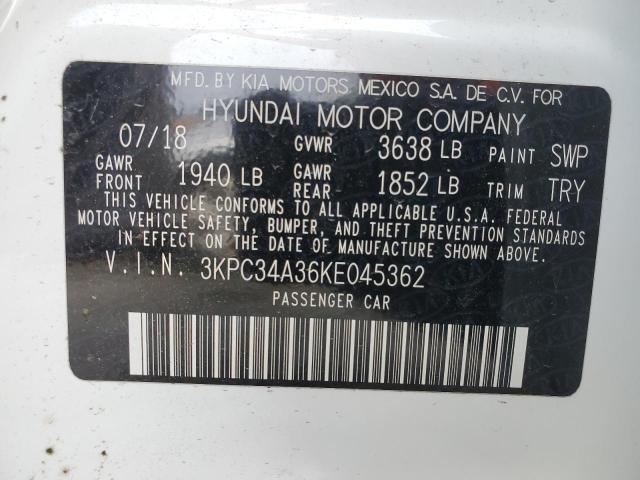 MFD. BY KIA MOTORS MEXICO S.A. DE C.V. FOR
HYUNDAI MOTOR COMPANY
07/18 GVWR 3638 LB PAINT SWP
GAWR FRONT 1940 LB GAWR REAR 1852 LB TRIM TRY
THIS VEHICLE CONFORMS TO ALL APPLICABLE U.S.A. FEDERAL
MOTOR VEHICLE SAFETY, BUMPER, AND THEFT PREVENTION STANDARDS
IN EFFECT ON THE DATE OF MANUFACTURE SHOWN ABOVE.
V.I.N. 3KPC34A36KE045362
PASSENGER CAR